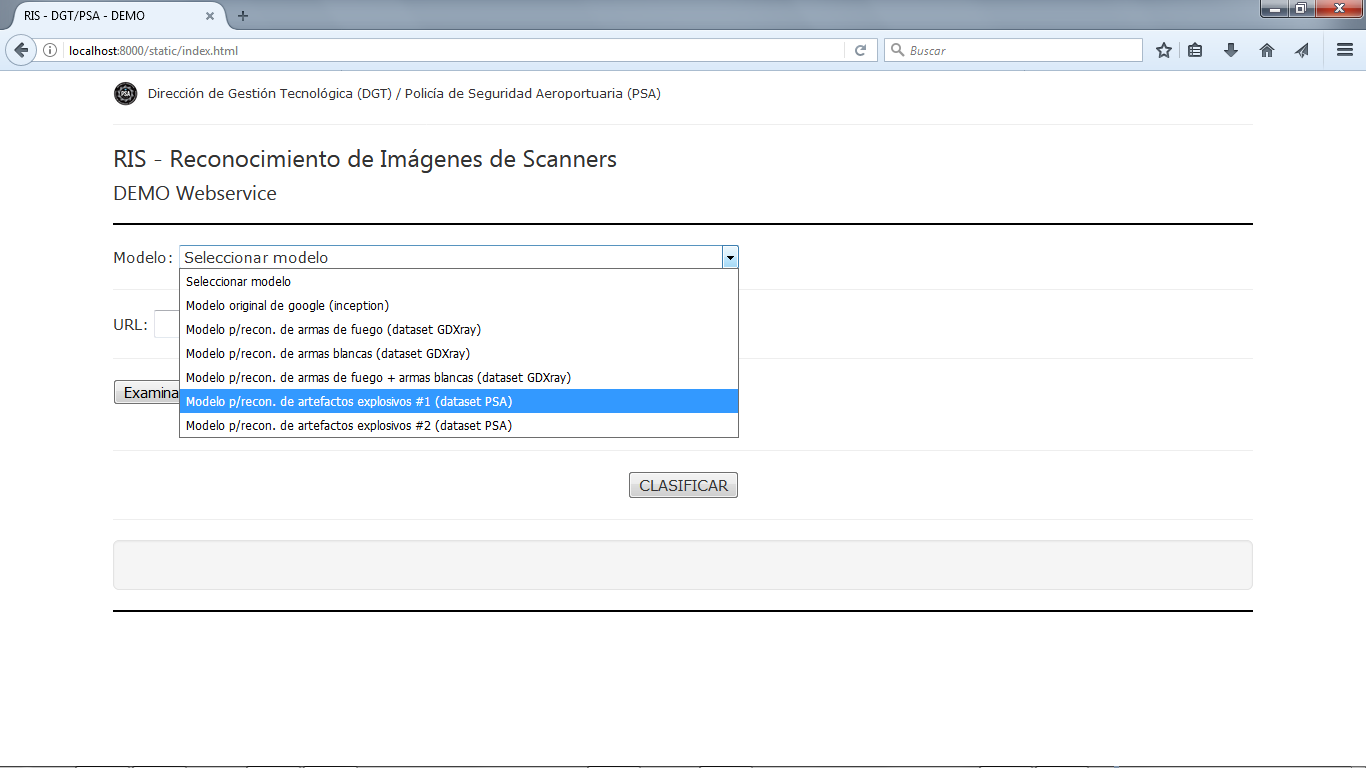 RIS - DGT/PSA - DEMO
localhost:8000/static/index.html
Buscar
PSA
Dirección de Gestión Tecnológica (DGT) / Policía de Seguridad Aeroportuaria (PSA)
RIS - Reconocimiento de Imágenes de Scanners
DEMO Webservice
Modelo: Seleccionar modelo
Seleccionar modelo
Modelo original de google (inception)
Modelo p/recon. de armas de fuego (dataset GDXray)
Modelo p/recon. de armas blancas (dataset GDXray)
Modelo p/recon. de armas de fuego + armas blancas (dataset GDXray)
Modelo p/recon. de artefactos explosivos #1 (dataset PSA)
Modelo p/recon. de artefactos explosivos #2 (dataset PSA)
URL:
Examina
CLASIFICAR